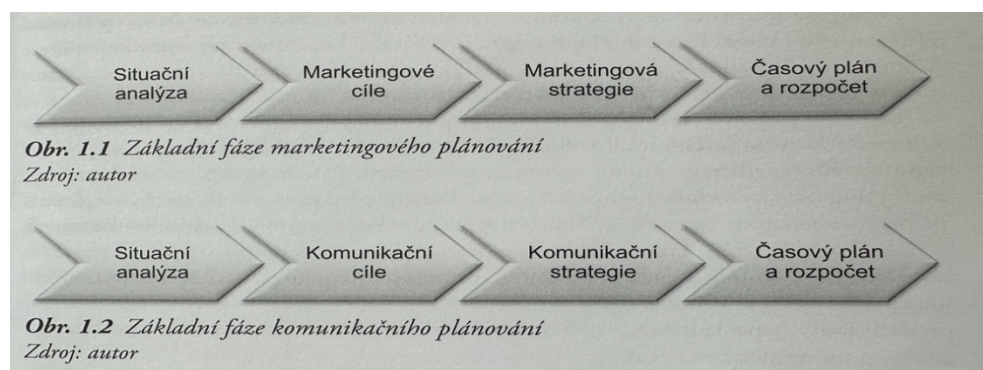 Situační
analýza
Marketingové
cíle
Marketingová
strategie
Časový plán
a rozpočet
Obr. 1.1 Základní fáze marketingového plánování
Zdroj: autor
Situační
analýza
Komunikační
cíle
Komunikační
strategie
Časový plán
a rozpočet
Obr. 1.2 Základní fáze komunikačního plánování
Zdroj: autor